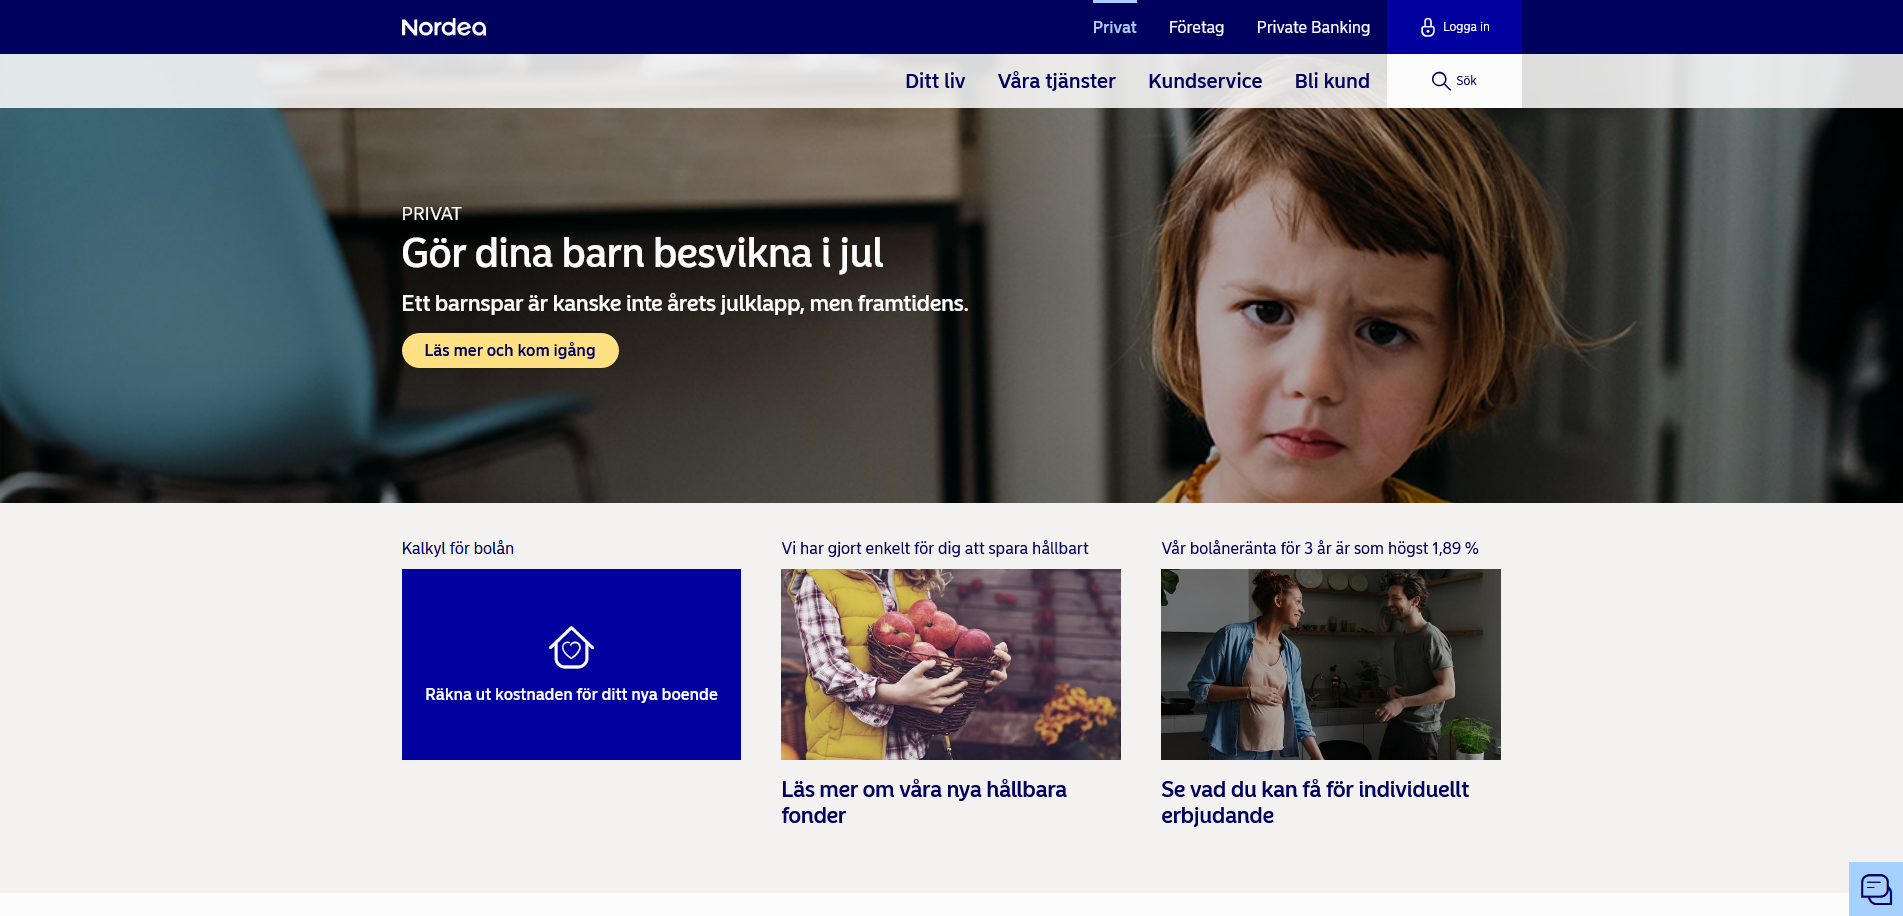 Nordea
Privat
Företag
Private Banking
Logga in
Ditt liv
Våra tjänster
Kundservice
Bli kund
Sök
PRIVAT
Gör dina barn besvikna i jul
Ett barnspar är kanske inte årets julklapp, men framtidens.
Läs mer och kom igång
Kalkyl för bolån
Räkna ut kostnaden för ditt nya boende
Vi har gjort enkelt för dig att spara hållbart
Läs mer om våra nya hållbara
fonder
Vår bolåneränta för 3 år är som högst 1,89 %
Se vad du kan få för individuellt
erbjudande